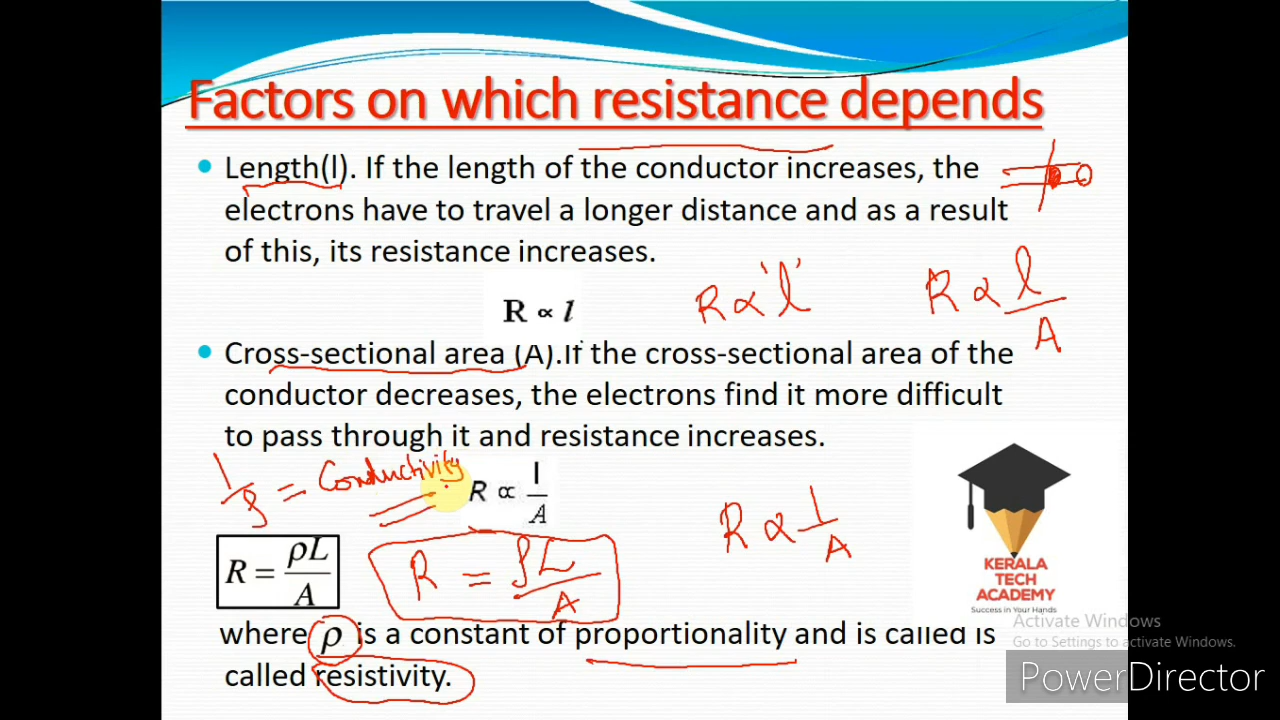 Factors on which resistance depends
Length(l). If the length of the conductor increases, the
electrons have to travel a longer distance and as a result
of this, its resistance increases.
R ∝ l
R ∝ 'l'
R ∝ l/A
Cross-sectional area (A).If the cross-sectional area of the
conductor decreases, the electrons find it more difficult
to pass through it and resistance increases.
1/ρ = Conductivity
R ∝ 1/A
R ∝ 1/A
R = ρL/A
R = ρL/A
where ρ is a constant of proportionality and is called is
called resistivity.
KERALA
TECH
ACADEMY
Success in Your Hands
Activate Windows
Go to Settings to activate Windows.
PowerDirector